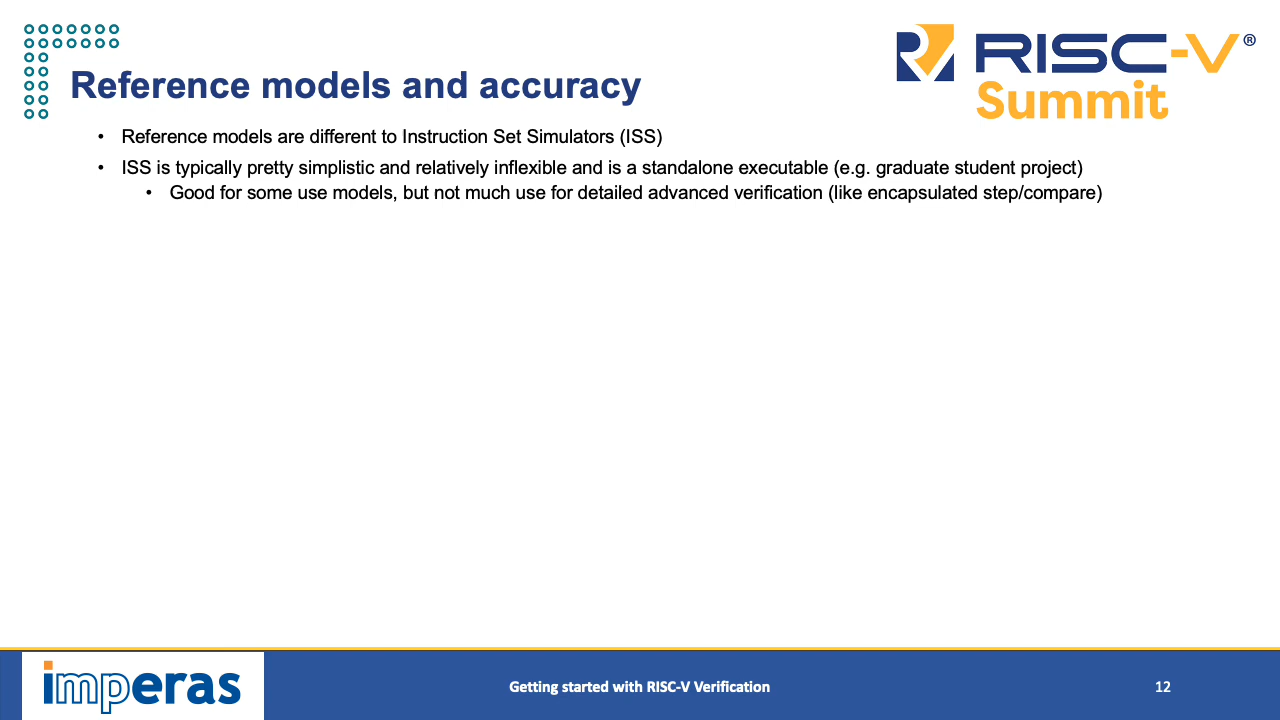 RISC-V®
Summit
Reference models and accuracy
• Reference models are different to Instruction Set Simulators (ISS)
• ISS is typically pretty simplistic and relatively inflexible and is a standalone executable (e.g. graduate student project)
• Good for some use models, but not much use for detailed advanced verification (like encapsulated step/compare)
imperas
Getting started with RISC-V Verification
12